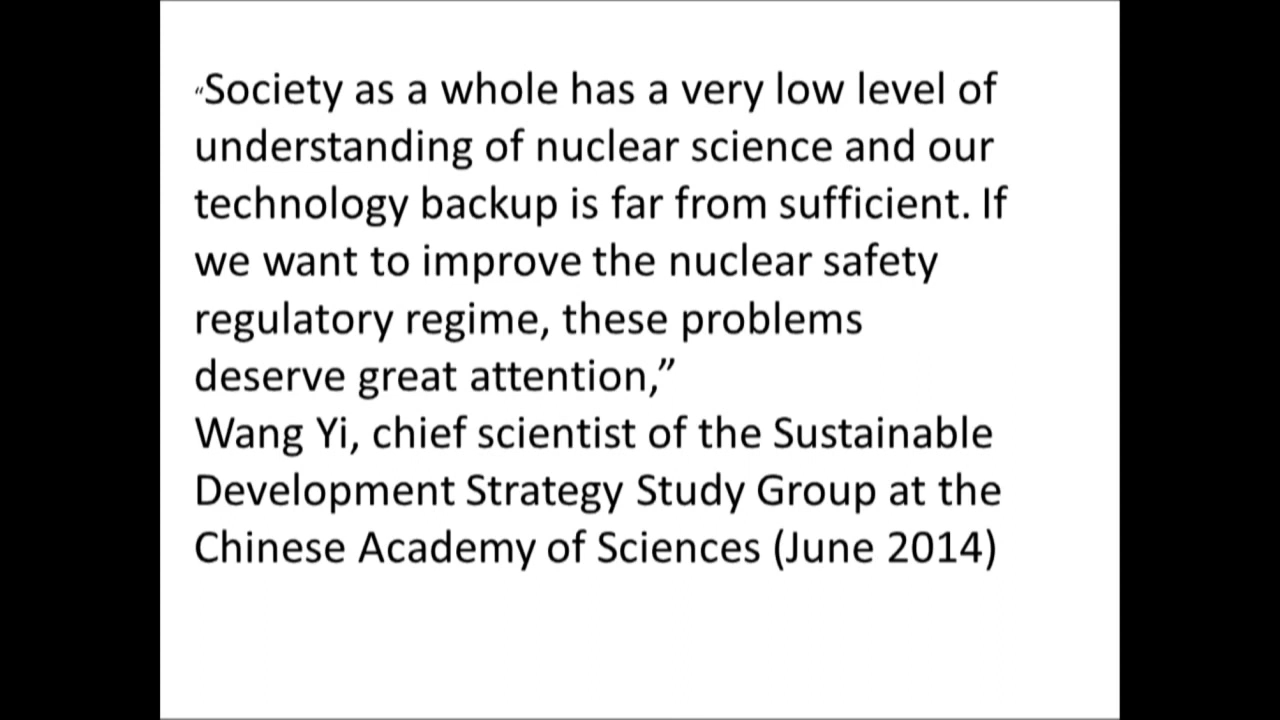 “Society as a whole has a very low level of
understanding of nuclear science and our
technology backup is far from sufficient. If
we want to improve the nuclear safety
regulatory regime, these problems
deserve great attention,”
Wang Yi, chief scientist of the Sustainable
Development Strategy Study Group at the
Chinese Academy of Sciences (June 2014)